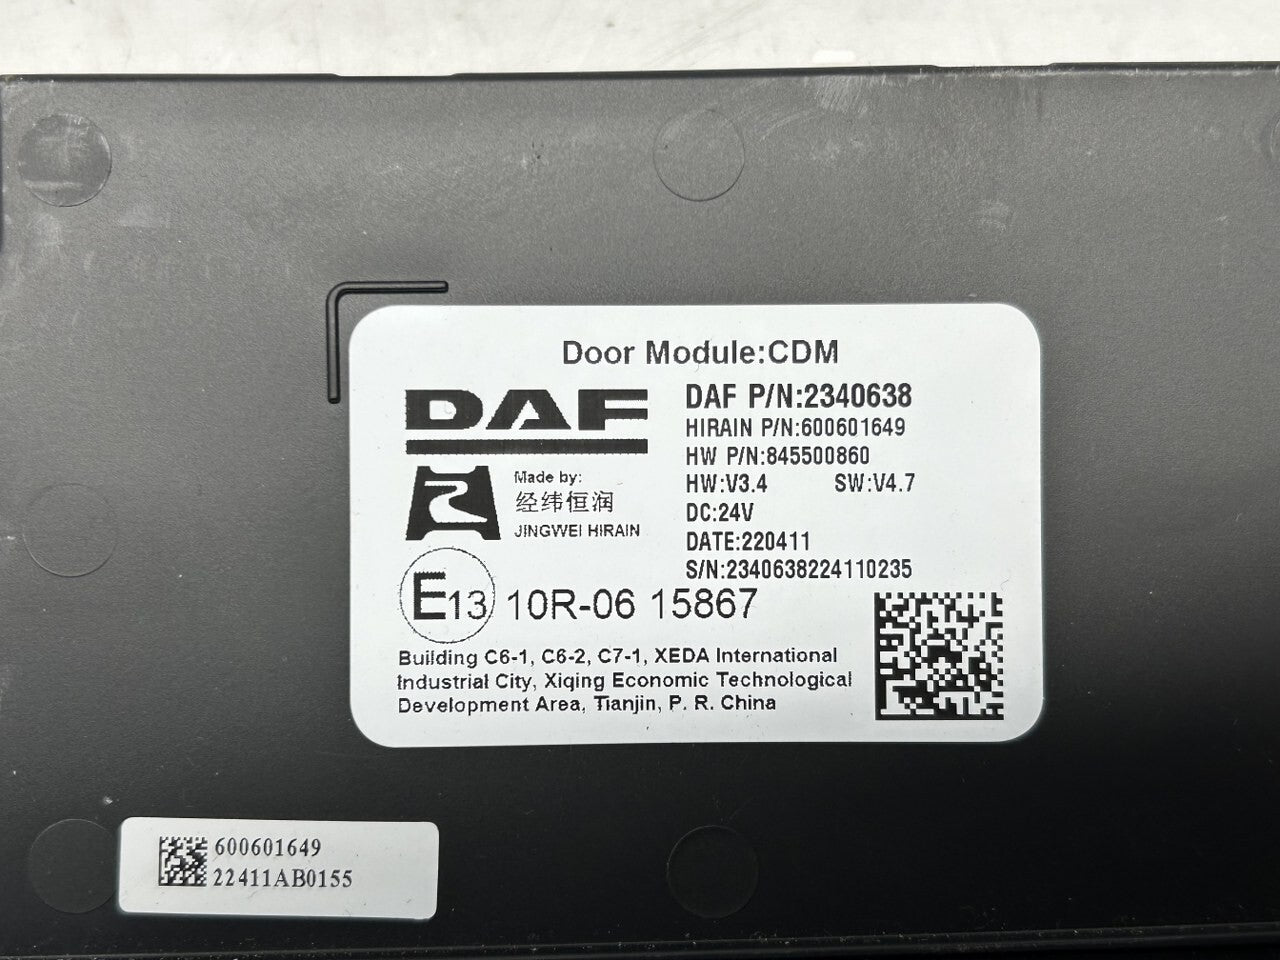 Door Module:CDM
DAF
DAF P/N:2340638
HIRAIN P/N:600601649
HW P/N:845500860
HW:V3.4 SW:V4.7
DC:24V
DATE:220411
S/N:2340638224110235
Made by:
经纬恒润
JINGWEI HIRAIN
E13 10R-06 15867
Building C6-1, C6-2, C7-1, XEDA International
Industrial City, Xiqing Economic Technological
Development Area, Tianjin, P. R. China
600601649
22411AB0155